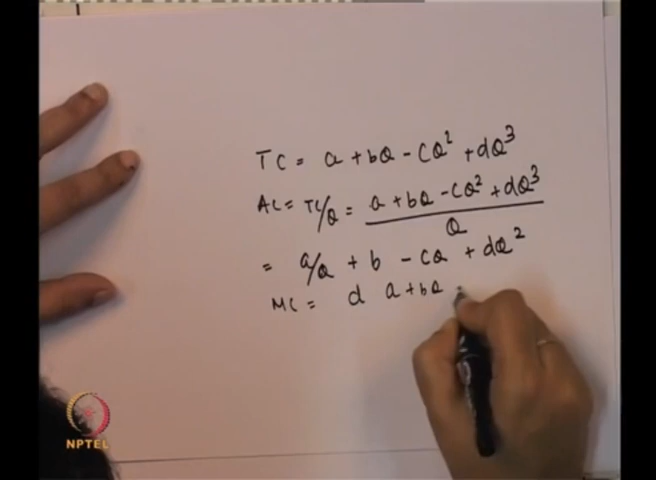 TC = a + bQ - CQ² + dQ³
AC = TC/Q = a + bQ - CQ² + dQ³
Q
= a/Q + b - CQ + dQ²
MC = d a + bQ
NPTEL